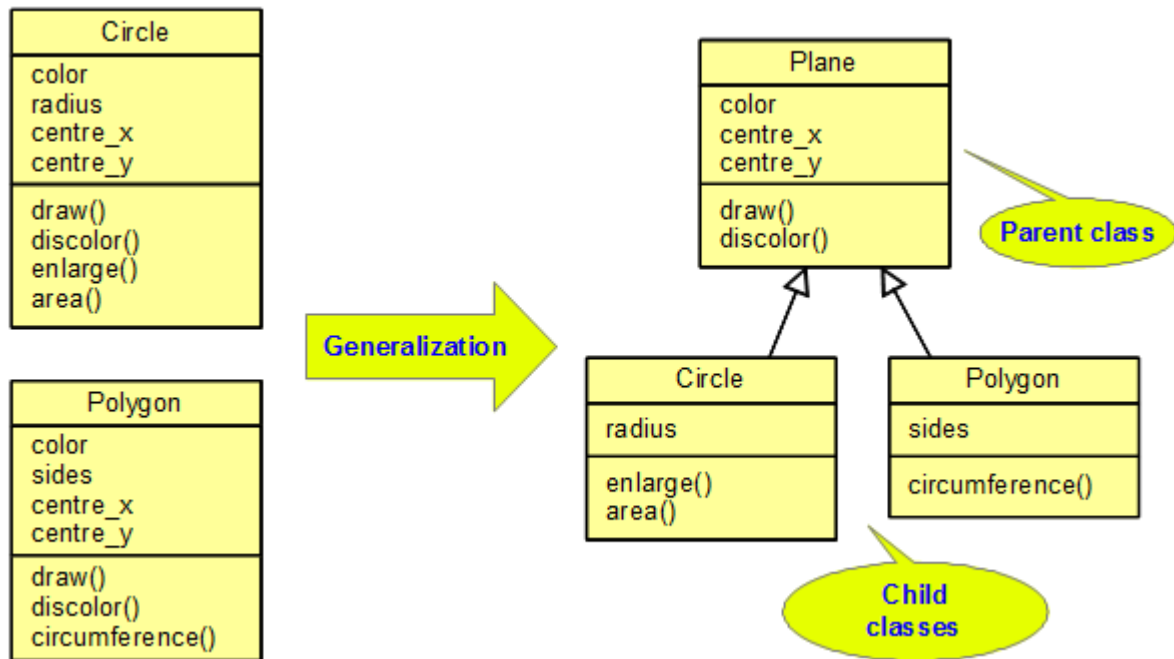 Circle
color
radius
centre_x
centre_y
draw()
discolor()
enlarge()
area()
Polygon
color
sides
centre_x
centre_y
draw()
discolor()
circumference()
Generalization
Plane
color
centre_x
centre_y
draw()
discolor()
Parent class
Circle
radius
enlarge()
area()
Polygon
sides
circumference()
Child
classes